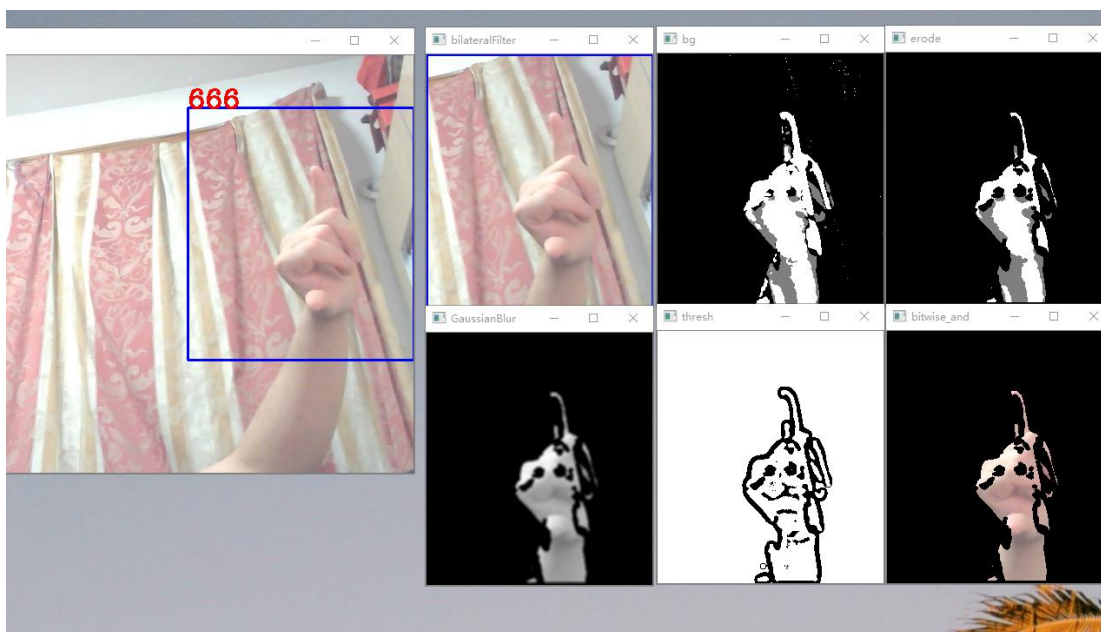 666
bilateralFilter
bg
erode
GaussianBlur
thresh
bitwise_and